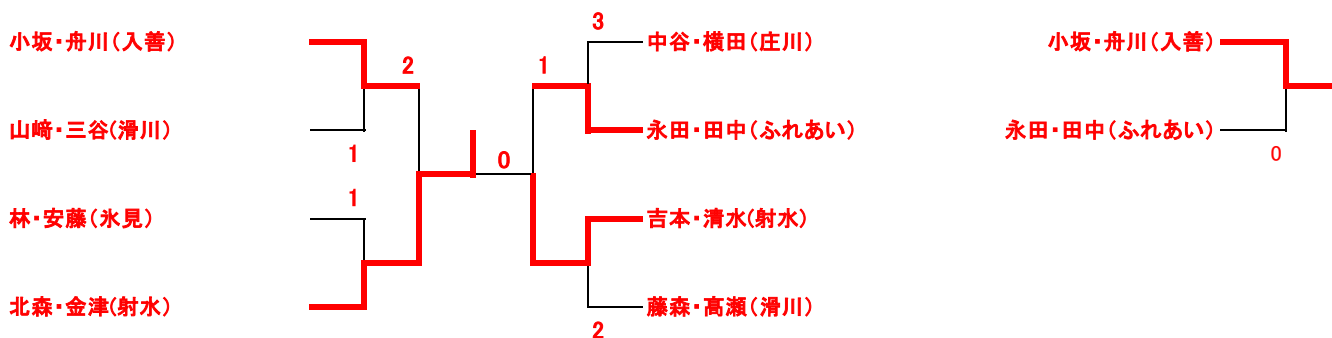 小坂・舟川(入善)
山﨑・三谷(滑川)
林・安藤(氷見)
北森・金津(射水)
2
1
1
0
1
3
中谷・横田(庄川)
永田・田中(ふれあい)
吉本・清水(射水)
藤森・髙瀬(滑川)
2
小坂・舟川(入善)
永田・田中(ふれあい)
0